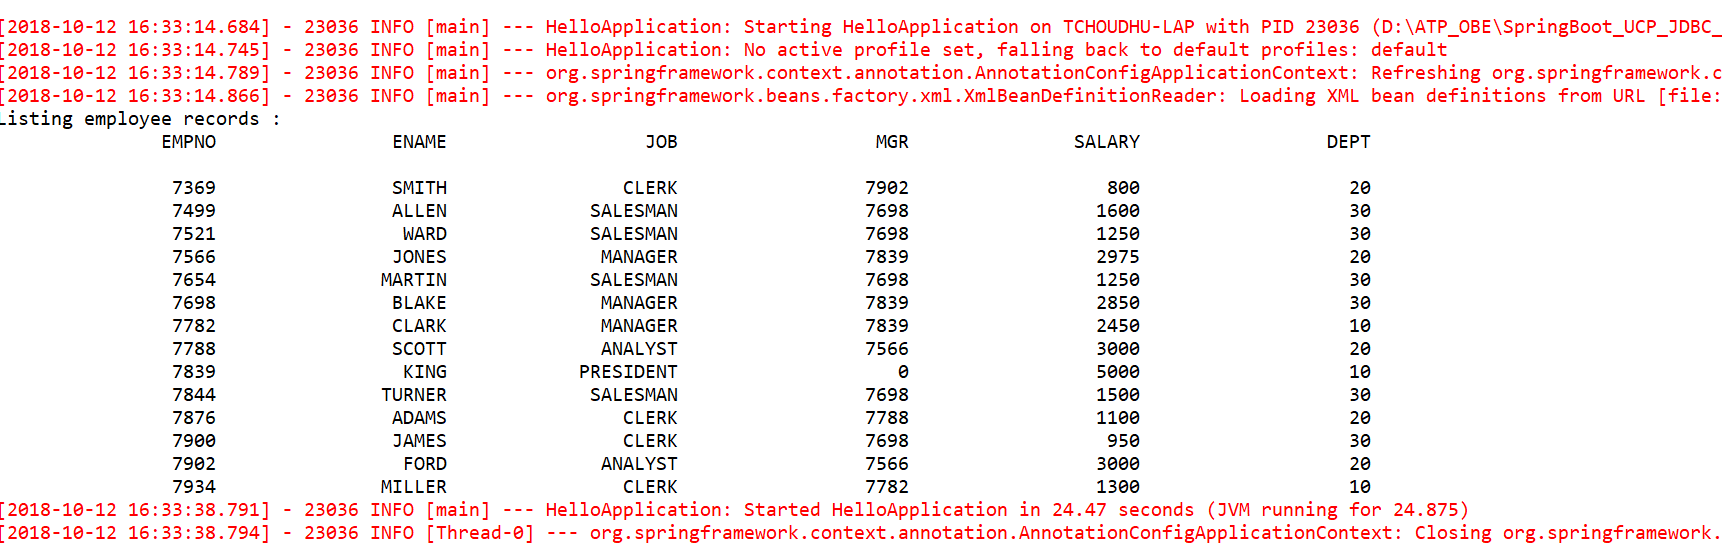 [2018-10-12 16:33:14.684] - 23036 INFO [main] --- HelloApplication: Starting HelloApplication on TCHOUDHU-LAP with PID 23036 (D:\ATP_OBE\SpringBoot_UCP_JDBC_
[2018-10-12 16:33:14.745] - 23036 INFO [main] --- HelloApplication: No active profile set, falling back to default profiles: default
[2018-10-12 16:33:14.789] - 23036 INFO [main] --- org.springframework.context.annotation.AnnotationConfigApplicationContext: Refreshing org.springframework.c
[2018-10-12 16:33:14.866] - 23036 INFO [main] --- org.springframework.beans.factory.xml.XmlBeanDefinitionReader: Loading XML bean definitions from URL [file:
Listing employee records :
EMPNO ENAME JOB MGR SALARY DEPT
7369 SMITH CLERK 7902 800 20
7499 ALLEN SALESMAN 7698 1600 30
7521 WARD SALESMAN 7698 1250 30
7566 JONES MANAGER 7839 2975 20
7654 MARTIN SALESMAN 7698 1250 30
7698 BLAKE MANAGER 7839 2850 30
7782 CLARK MANAGER 7839 2450 10
7788 SCOTT ANALYST 7566 3000 20
7839 KING PRESIDENT 0 5000 10
7844 TURNER SALESMAN 7698 1500 30
7876 ADAMS CLERK 7788 1100 20
7900 JAMES CLERK 7698 950 30
7902 FORD ANALYST 7566 3000 20
7934 MILLER CLERK 7782 1300 10
[2018-10-12 16:33:38.791] - 23036 INFO [main] --- HelloApplication: Started HelloApplication in 24.47 seconds (JVM running for 24.875)
[2018-10-12 16:33:38.794] - 23036 INFO [Thread-0] --- org.springframework.context.annotation.AnnotationConfigApplicationContext: Closing org.springframework.